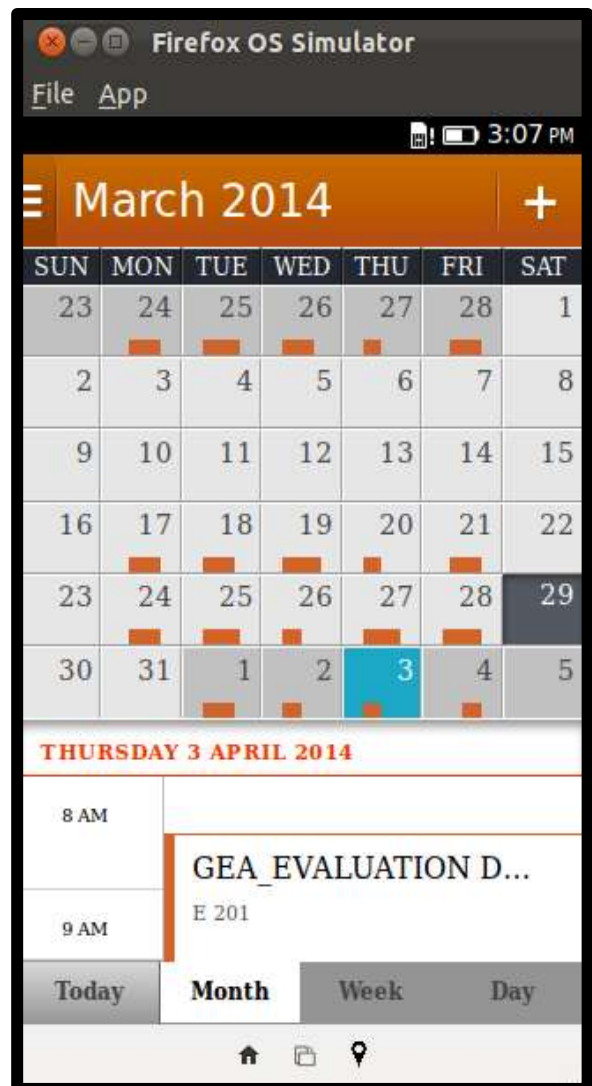 Firefox OS Simulator
File App
3:07 PM
March 2014 +
SUN MON TUE WED THU FRI SAT
23 24 25 26 27 28 1
2 3 4 5 6 7 8
9 10 11 12 13 14 15
16 17 18 19 20 21 22
23 24 25 26 27 28 29
30 31 1 2 3 4 5
THURSDAY 3 APRIL 2014
8 AM
GEA_EVALUATION D...
E 201
9 AM
Today Month Week Day